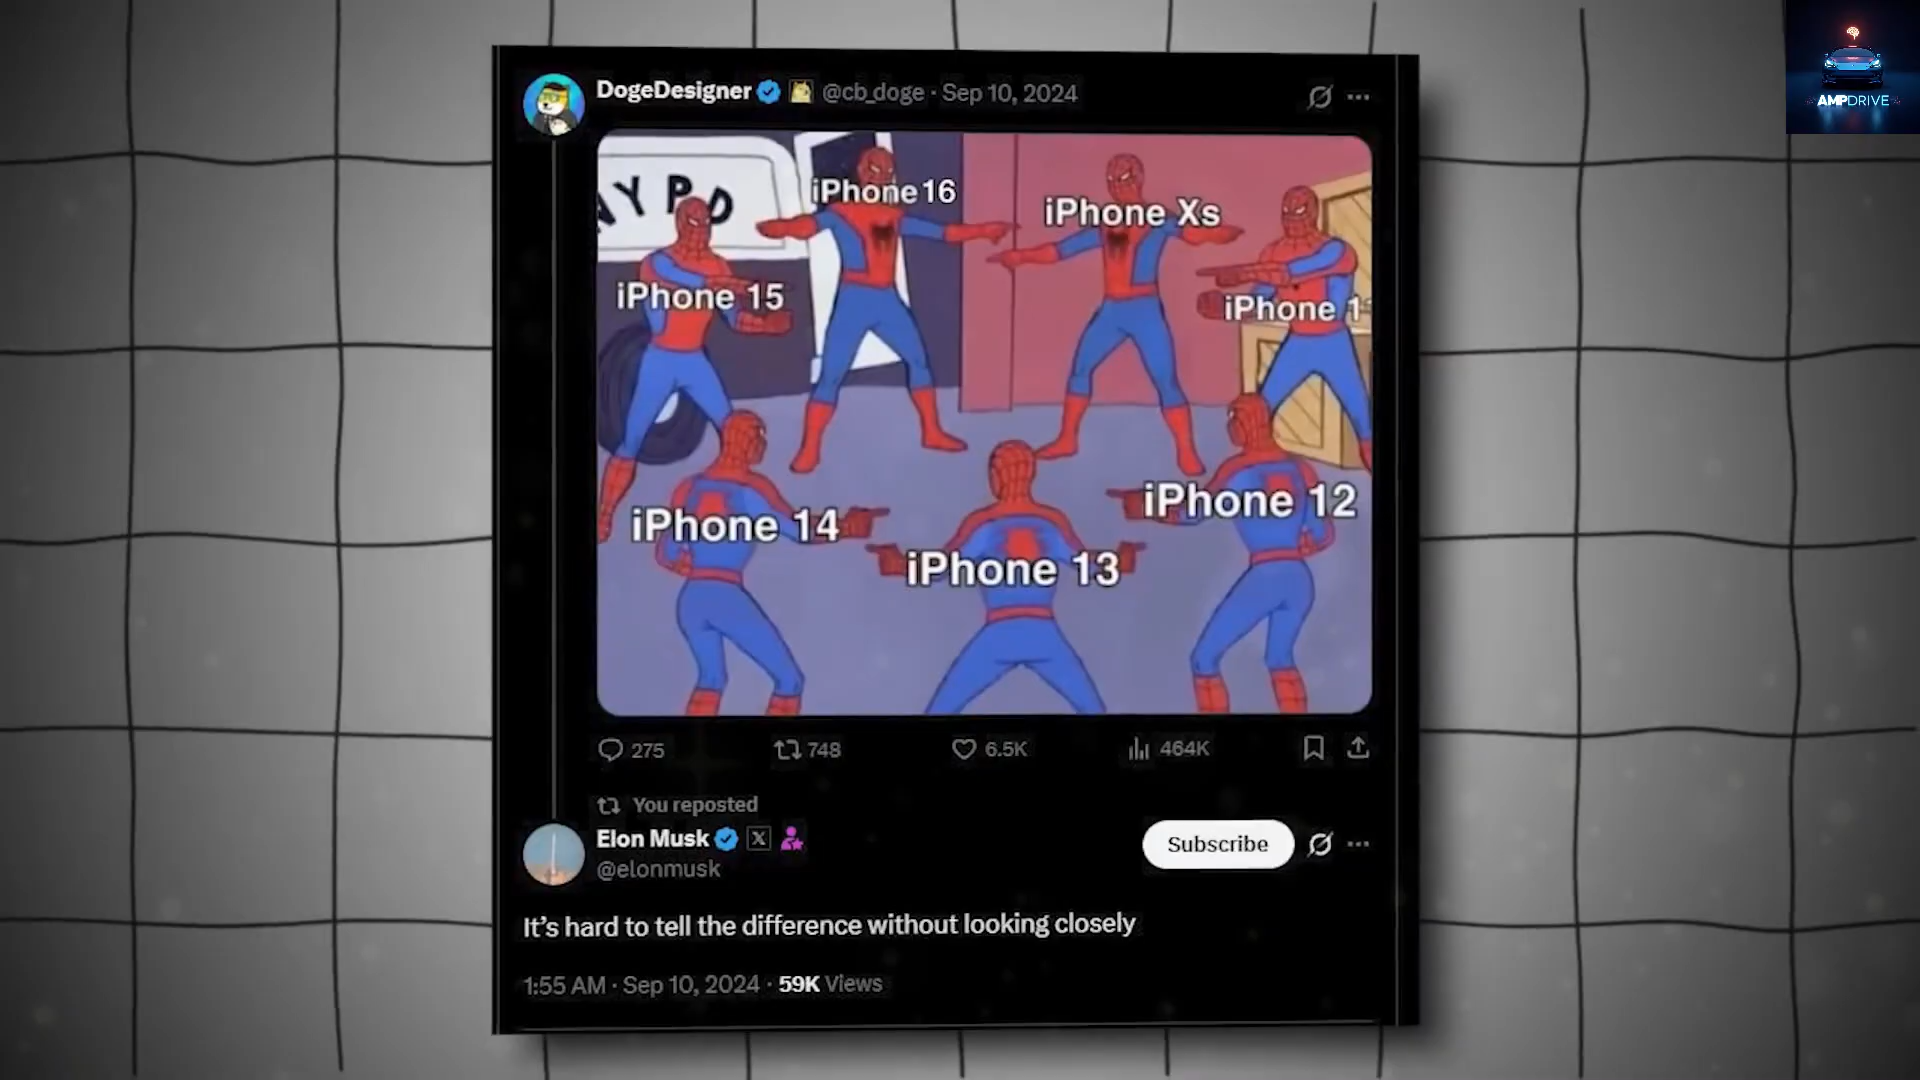 DogeDesigner @cb_doge · Sep 10, 2024
AMPDRIVE
NYPD
iPhone 16
iPhone Xs
iPhone 15
iPhone 1
iPhone 14
iPhone 12
iPhone 13
275 748 6.5K 464K
You reposted
Elon Musk X
@elonmusk
Subscribe
It's hard to tell the difference without looking closely
1:55 AM · Sep 10, 2024 · 59K Views